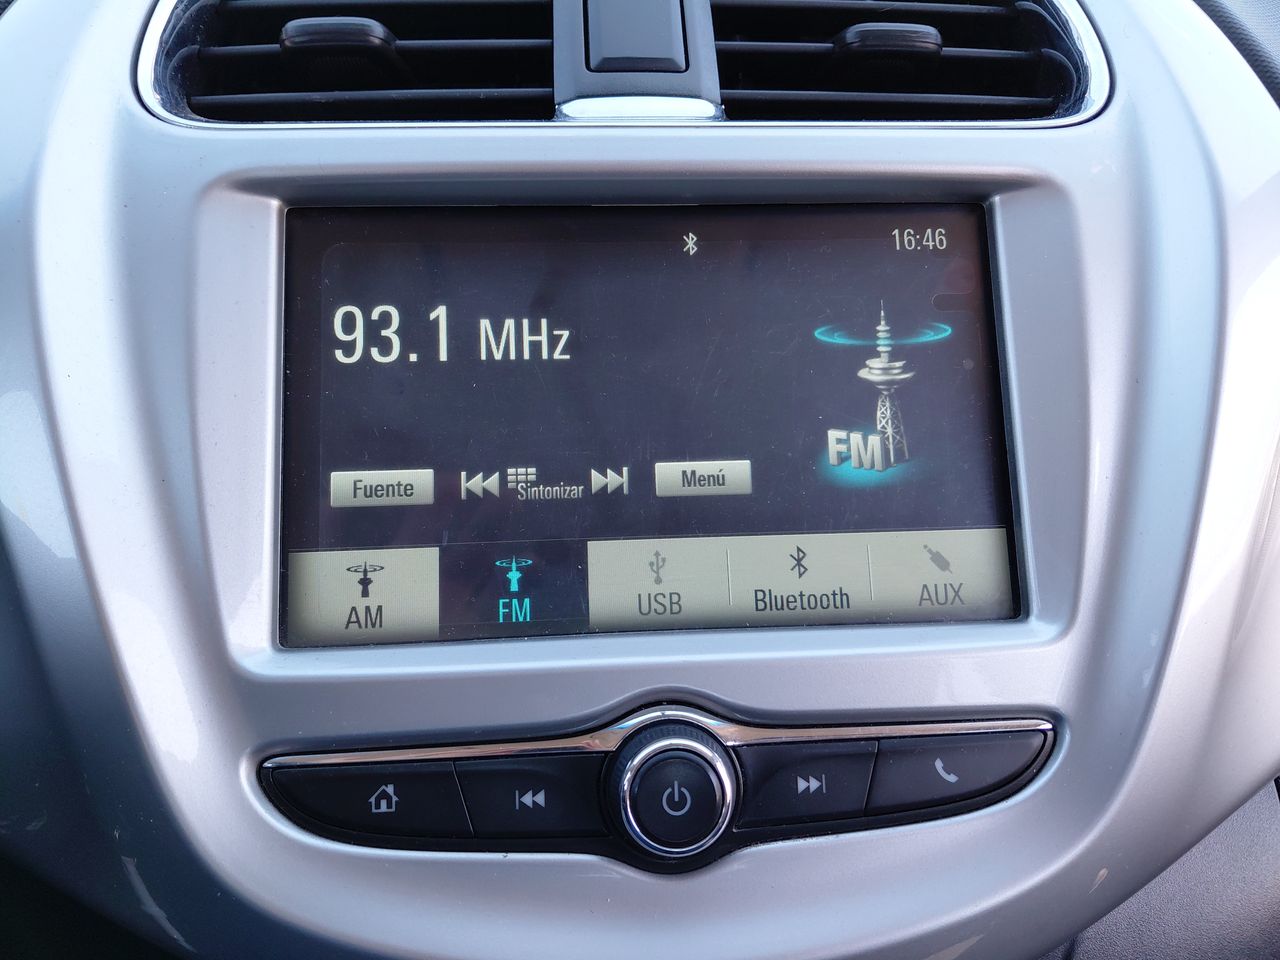 16:46
93.1 MHz
FM
Fuente
Sintonizar
Menú
AM
FM
USB
Bluetooth
AUX